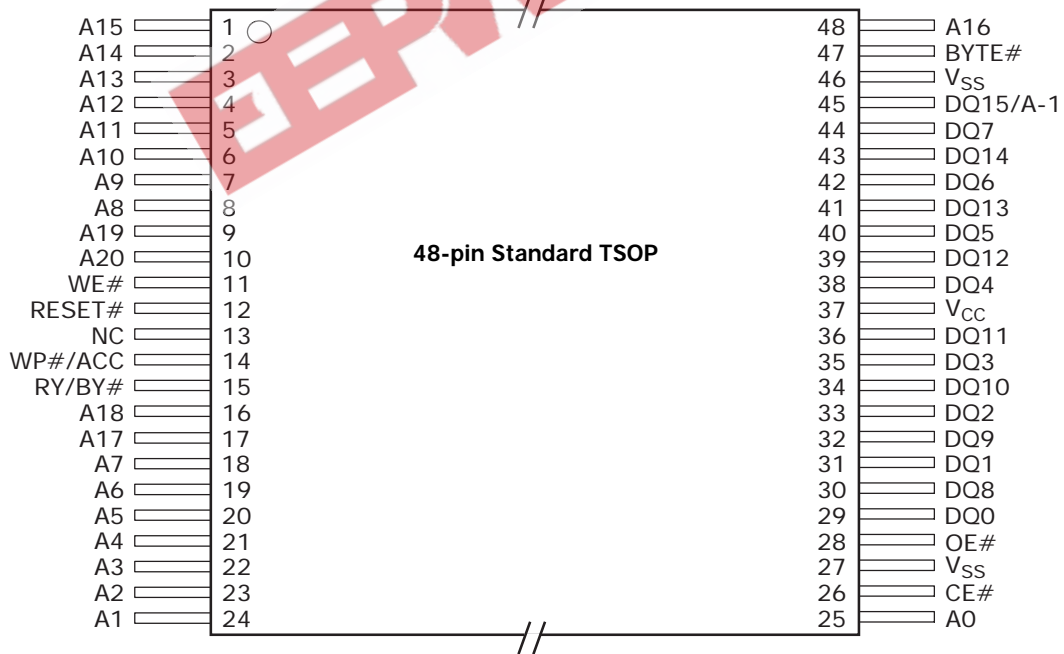 A15 1 48 A16
A14 2 47 BYTE#
A13 3 46 VSS
A12 4 45 DQ15/A-1
A11 5 44 DQ7
A10 6 43 DQ14
A9 7 42 DQ6
A8 8 41 DQ13
A19 9 40 DQ5
A20 10 39 DQ12
WE# 11 38 DQ4
RESET# 12 37 VCC
NC 13 36 DQ11
WP#/ACC 14 35 DQ3
RY/BY# 15 34 DQ10
A18 16 33 DQ2
A17 17 32 DQ9
A7 18 31 DQ1
A6 19 30 DQ8
A5 20 29 DQ0
A4 21 28 OE#
A3 22 27 VSS
A2 23 26 CE#
A1 24 25 A0
48-pin Standard TSOP